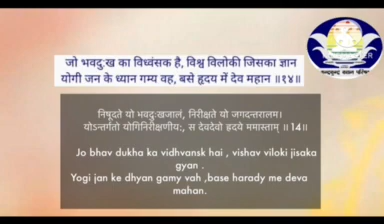 जो भवदुःख का विध्वंसक है, विश्व विलोकी जिसका ज्ञान
योगी जन के ध्यान गम्य वह, बसे हृदय में देव महान ॥१४॥
निषूदते यो भवदुःखजालं, निरीक्षते यो जगदन्तरालम।
योऽन्तर्गतो योगिनिरीक्षणीयः, स देवदेवो हृदये ममास्ताम् ॥14॥
Jo bhav dukha ka vidhvansk hai , vishav viloki jisaka
gyan .
Yogi jan ke dhyan gamy vah ,base harady me deva
mahan.